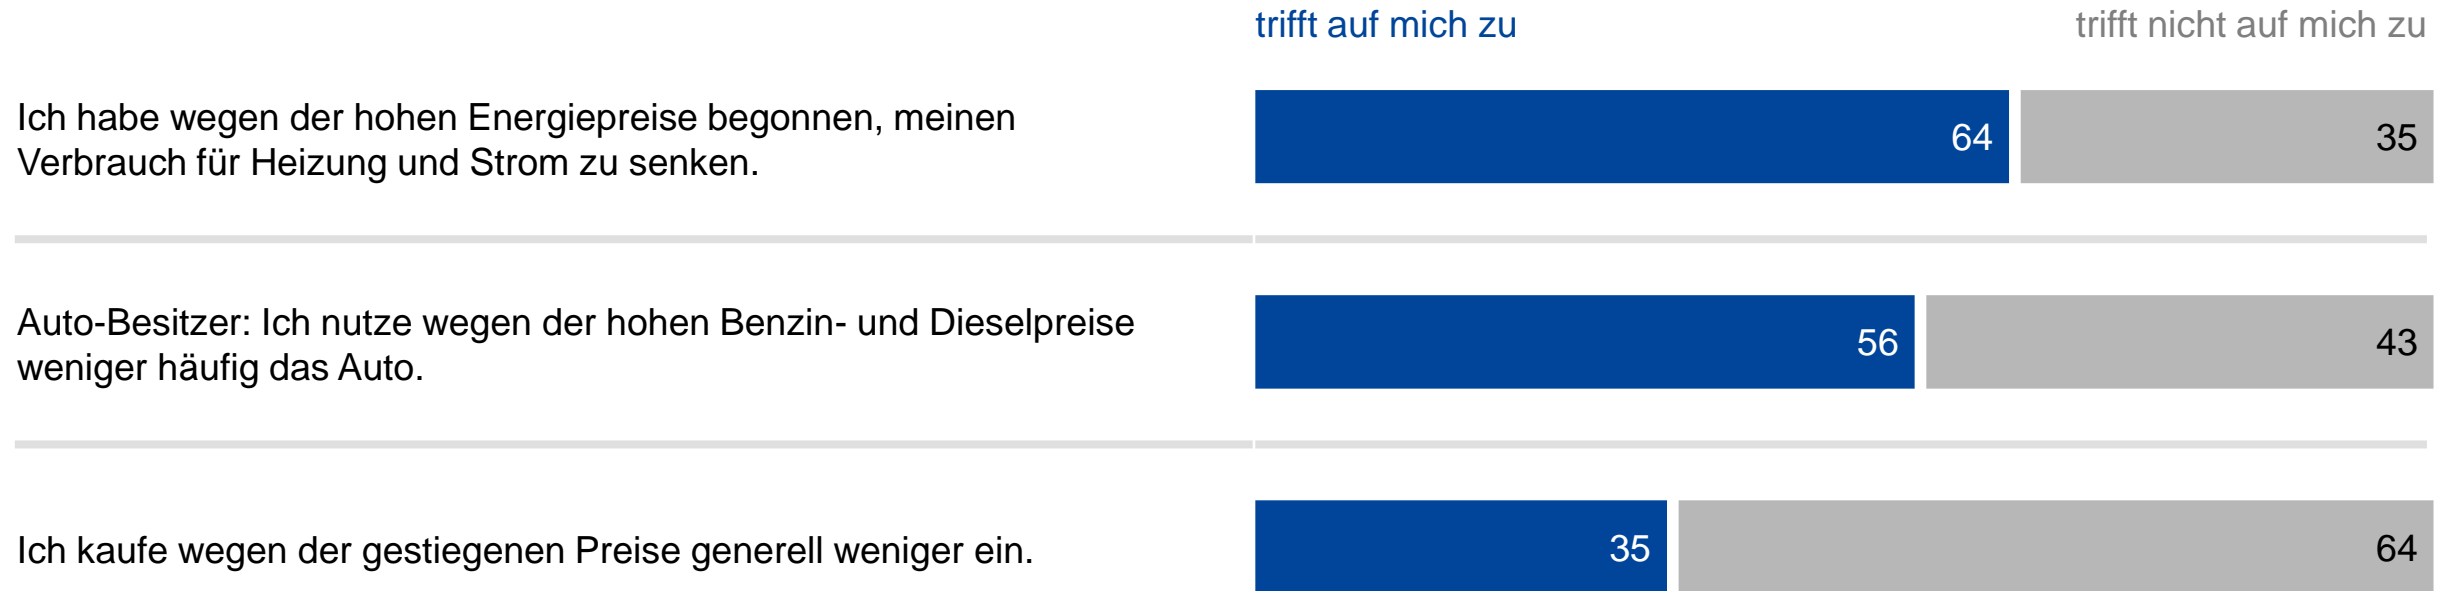 trifft auf mich zu
trifft nicht auf mich zu
Ich habe wegen der hohen Energiepreise begonnen, meinen
Verbrauch für Heizung und Strom zu senken.
64
35
Auto-Besitzer: Ich nutze wegen der hohen Benzin- und Dieselpreise
weniger häufig das Auto.
56
43
Ich kaufe wegen der gestiegenen Preise generell weniger ein.
35
64